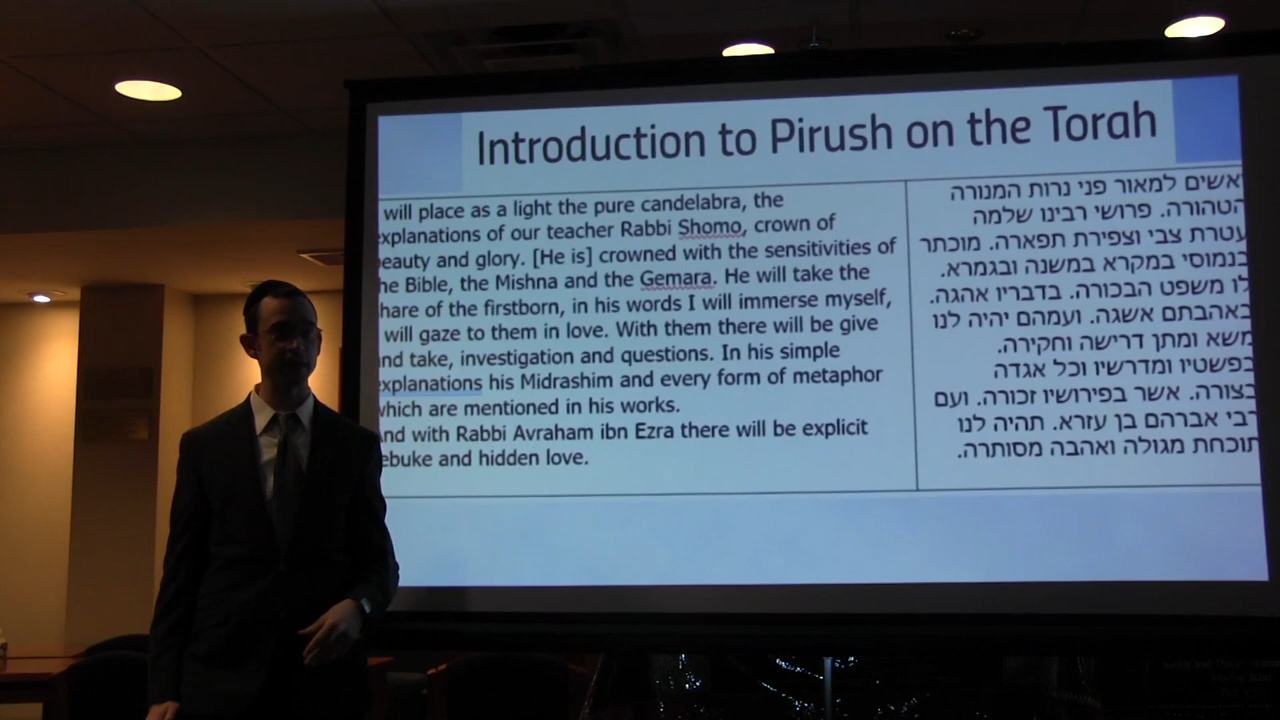 Introduction to Pirush on the Torah
will place as a light the pure candelabra, the
xplanations of our teacher Rabbi Shomo, crown of
eauty and glory. [He is] crowned with the sensitivities of
he Bible, the Mishna and the Gemara. He will take the
hare of the firstborn, in his words I will immerse myself,
will gaze to them in love. With them there will be give
nd take, investigation and questions. In his simple
xplanations his Midrashim and every form of metaphor
which are mentioned in his works.
nd with Rabbi Avraham ibn Ezra there will be explicit
ebuke and hidden love.
אשים למאור פני נרות המנורה
הטהורה. פרושי רבינו שלמה
עטרת צבי וצפירת תפארה. מוכתר
בנמוסי במקרא במשנה ובגמרא.
לו משפט הבכורה. בדבריו אהגה.
באהבתם אשגה. ועמהם יהיה לנו
משא ומתן דרישה וחקירה.
בפשטיו ומדרשיו וכל אגדה
בצורה. אשר בפירושיו זכורה. ועם
רבי אברהם בן עזרא. תהיה לנו
תוכחת מגולה ואהבה מסותרה.